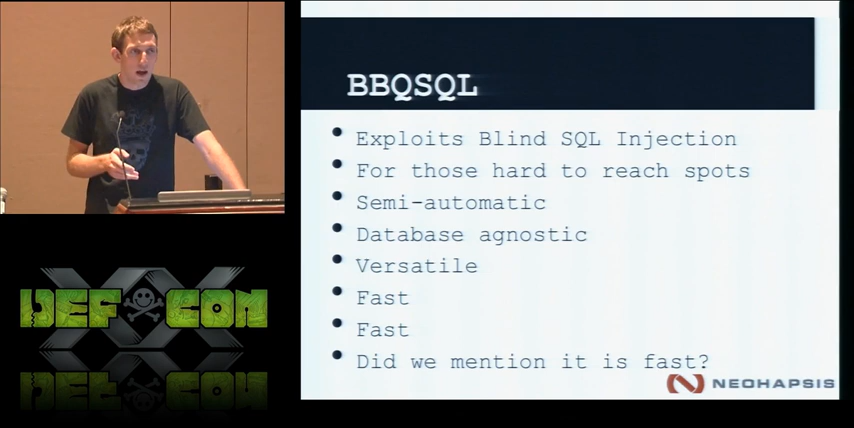 BBQSQL
Exploits Blind SQL Injection
For those hard to reach spots
Semi-automatic
Database agnostic
Versatile
Fast
Fast
Did we mention it is fast?
NEOHAPSIS
XX
DEF CON